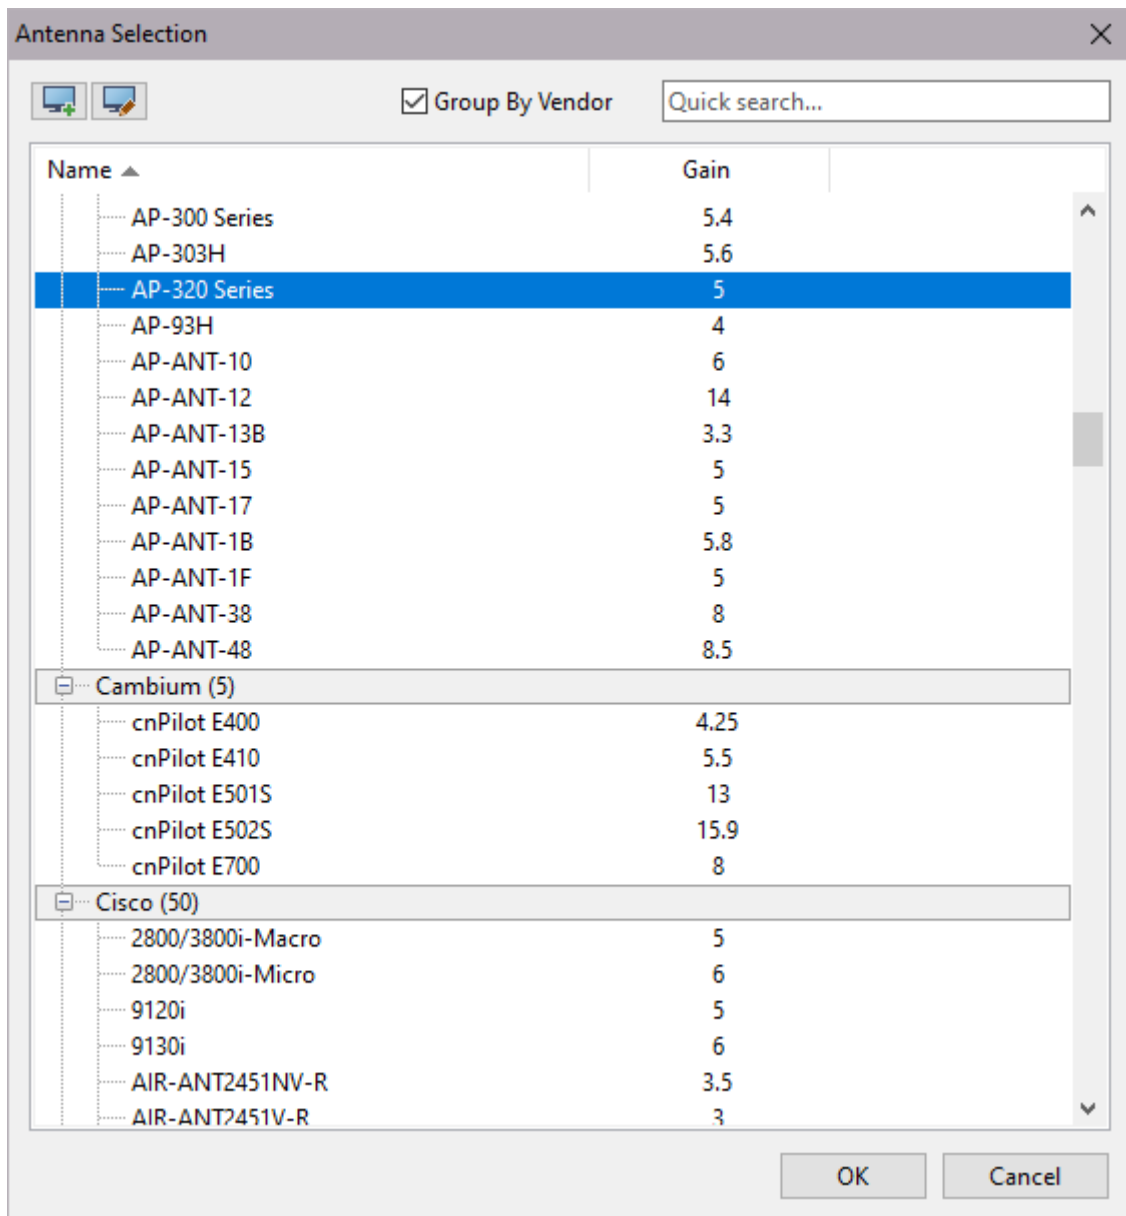 Antenna Selection
Group By Vendor Quick search...
Name Gain
AP-300 Series 5.4
AP-303H 5.6
AP-320 Series 5
AP-93H 4
AP-ANT-10 6
AP-ANT-12 14
AP-ANT-13B 3.3
AP-ANT-15 5
AP-ANT-17 5
AP-ANT-1B 5.8
AP-ANT-1F 5
AP-ANT-38 8
AP-ANT-48 8.5
Cambium (5)
cnPilot E400 4.25
cnPilot E410 5.5
cnPilot E501S 13
cnPilot E502S 15.9
cnPilot E700 8
Cisco (50)
2800/3800i-Macro 5
2800/3800i-Micro 6
9120i 5
9130i 6
AIR-ANT2451NV-R 3.5
AIR-ANT2451V-R 3
OK Cancel